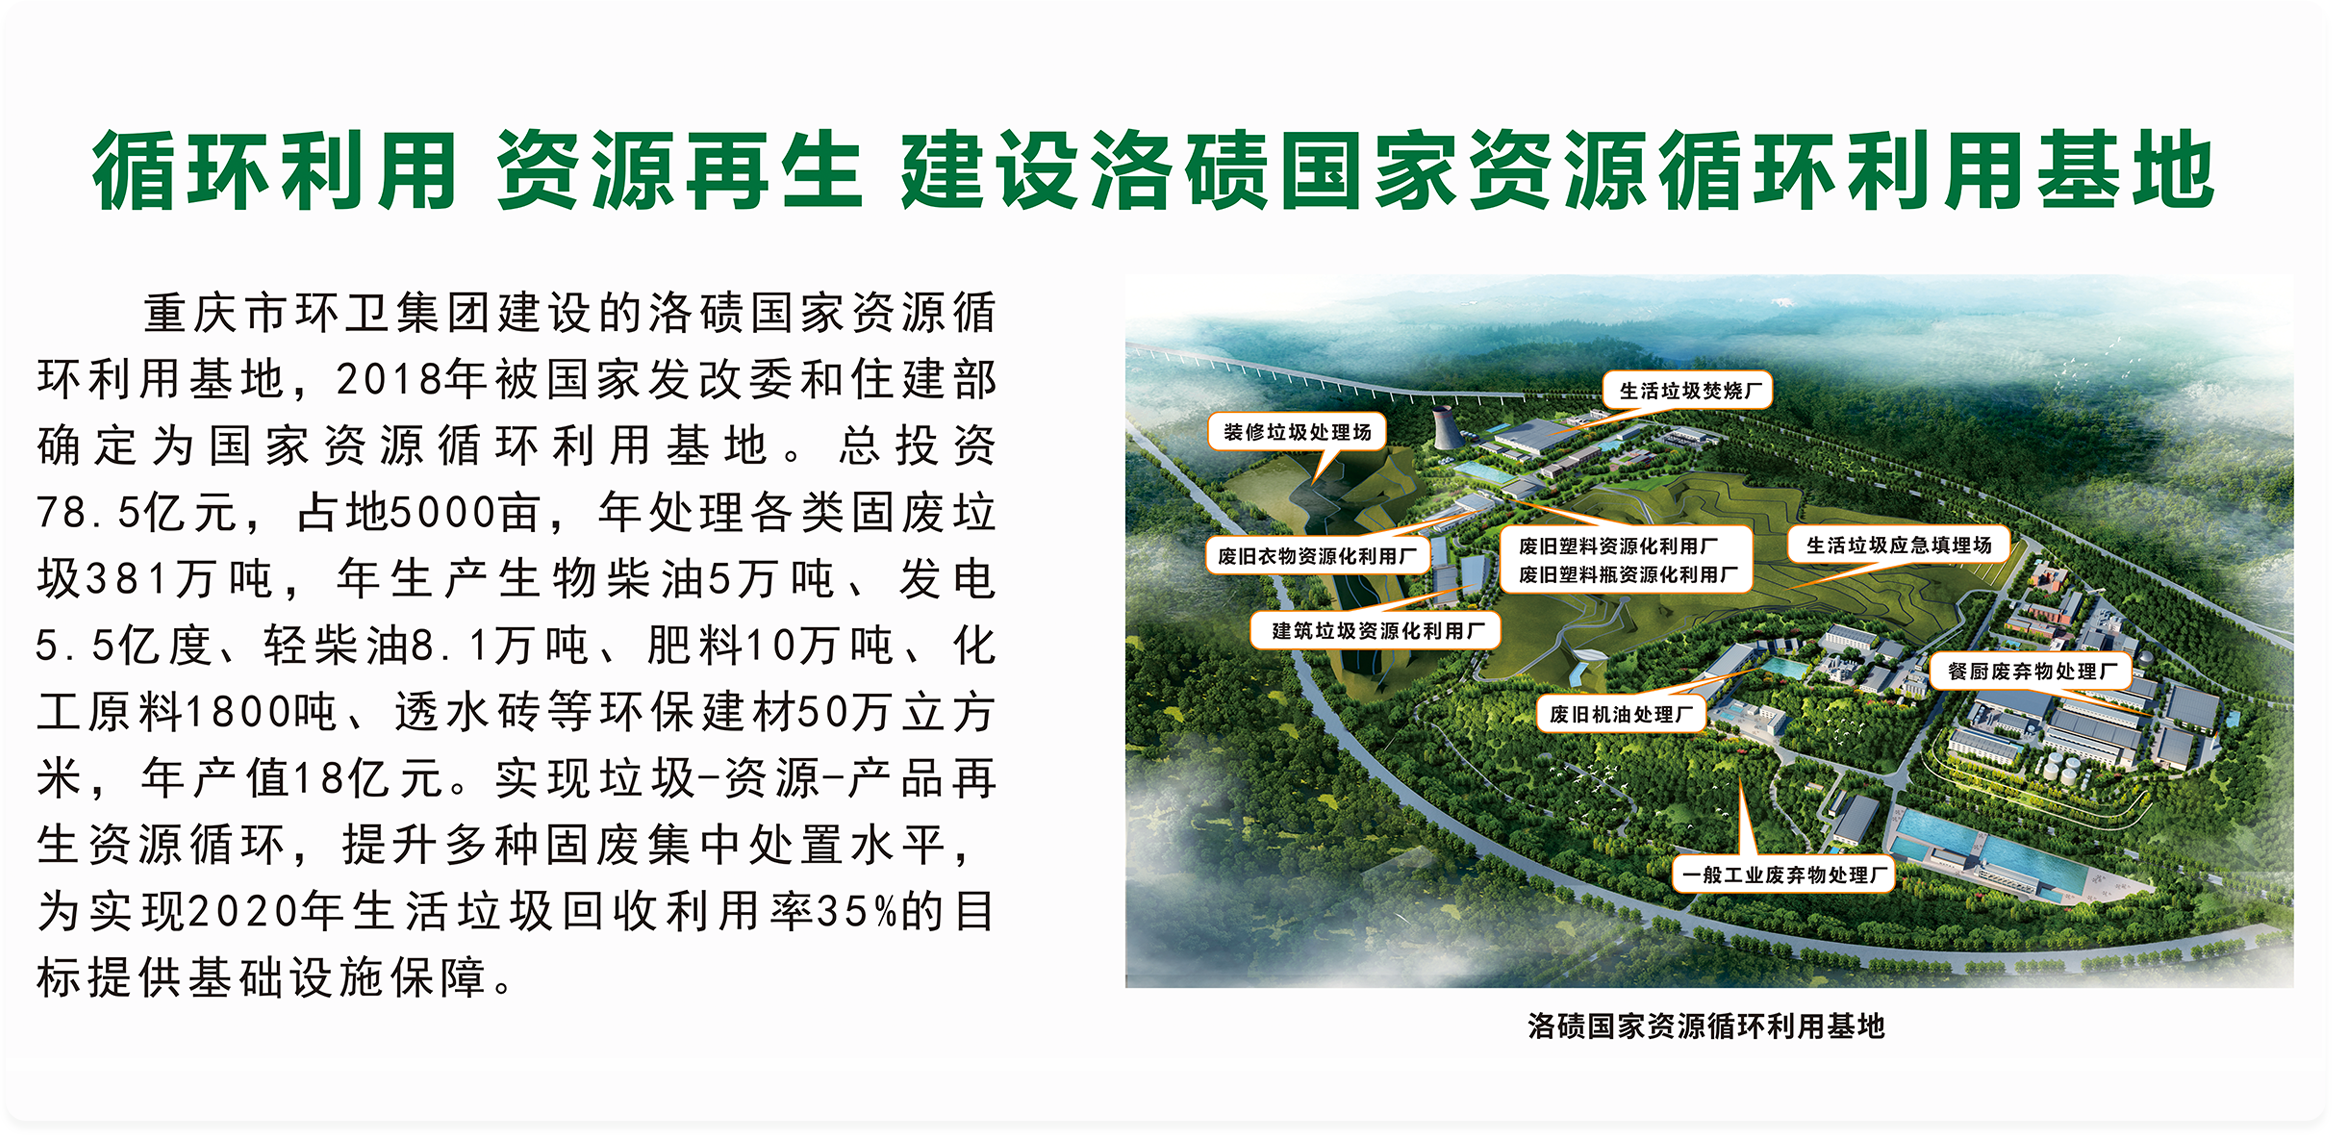 循环利用 资源再生 建设洛碛国家资源循环利用基地
重庆市环卫集团建设的洛碛国家资源循
环利用基地，2018年被国家发改委和住建部
确定为国家资源循环利用基地。总投资
78.5亿元，占地5000亩，年处理各类固废垃
圾381万吨，年生产生物柴油5万吨、发电
5.5亿度、轻柴油8.1万吨、肥料10万吨、化
工原料1800吨、透水砖等环保建材50万立方
米，年产值18亿元。实现垃圾-资源-产品再
生资源循环，提升多种固废集中处置水平，
为实现2020年生活垃圾回收利用率35%的目
标提供基础设施保障。
生活垃圾焚烧厂
装修垃圾处理场
废旧衣物资源化利用厂
废旧塑料资源化利用厂
废旧塑料瓶资源化利用厂
生活垃圾应急填埋场
建筑垃圾资源化利用厂
餐厨废弃物处理厂
废旧机油处理厂
一般工业废弃物处理厂
洛碛国家资源循环利用基地